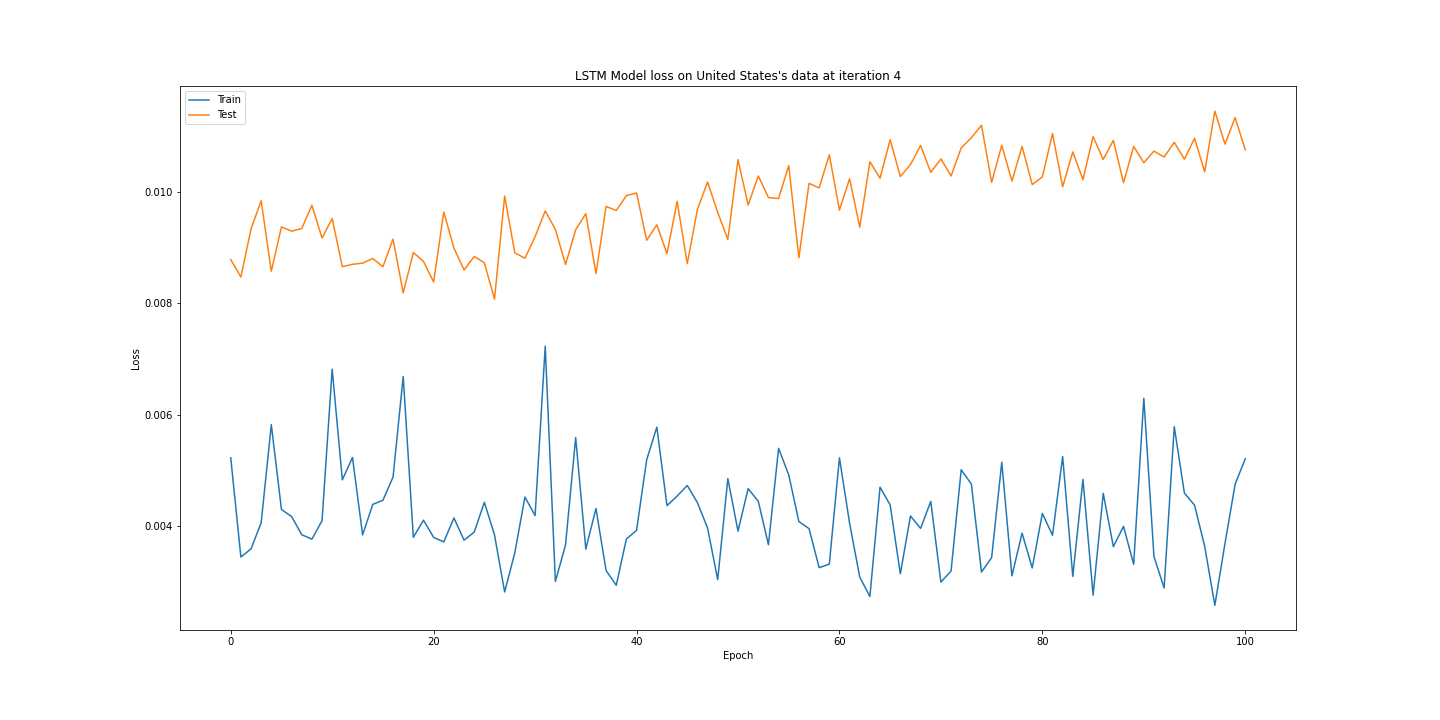 LSTM Model loss on United States's data at iteration 4
Train
Test
0.010
0.008
0.006
0.004
Loss
0 20 40 60 80 100
Epoch